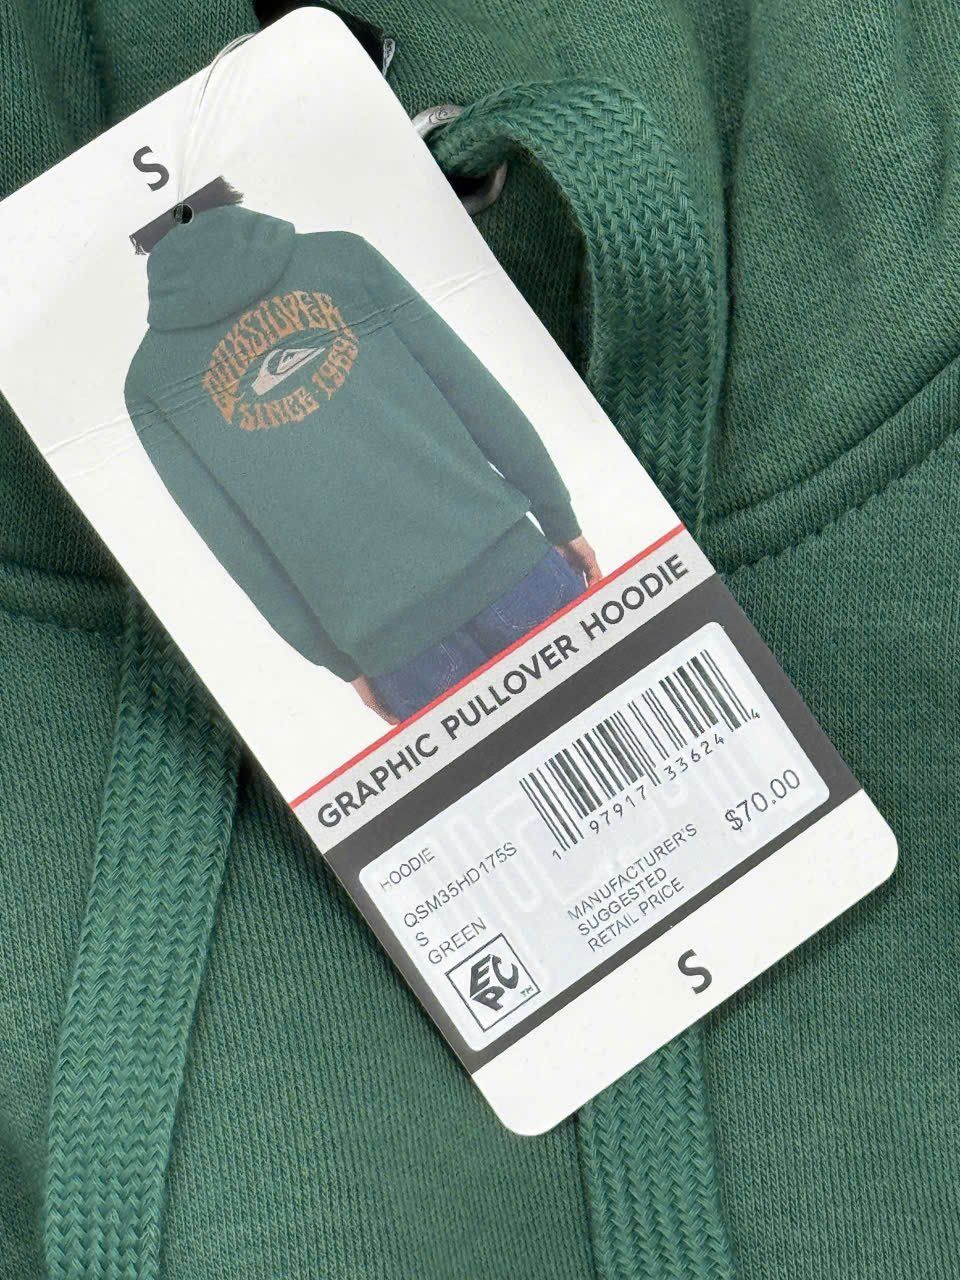 S
QUIKSILVER
SINCE 1969
GRAPHIC PULLOVER HOODIE
1 97917 33624 4
HOODIE
QSM35HD175S
S
GREEN
MANUFACTURER'S
SUGGESTED
RETAIL PRICE
$70.00
EPC™
S